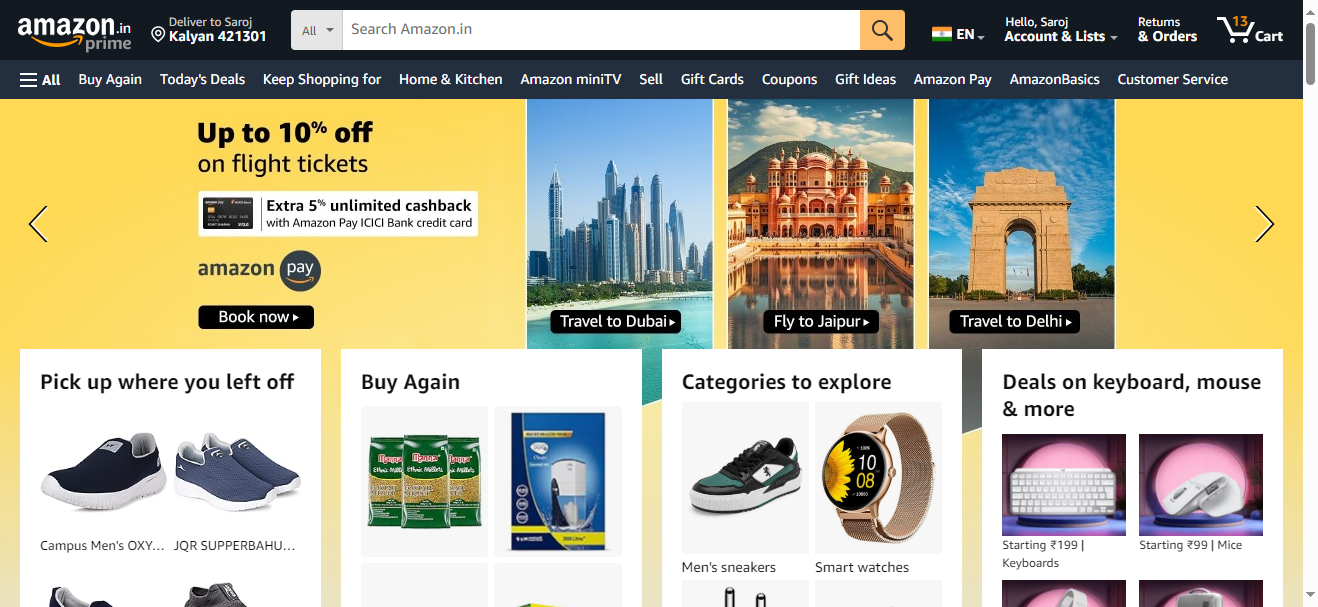 amazon.in
prime
Deliver to Saroj
Kalyan 421301
All
Search Amazon.in
EN
Hello, Saroj
Account & Lists
Returns
& Orders
13
Cart
All
Buy Again
Today's Deals
Keep Shopping for
Home & Kitchen
Amazon miniTV
Sell
Gift Cards
Coupons
Gift Ideas
Amazon Pay
AmazonBasics
Customer Service
Up to 10% off
on flight tickets
Extra 5% unlimited cashback
with Amazon Pay ICICI Bank credit card
amazon pay
Book now
Travel to Dubai
Fly to Jaipur
Travel to Delhi
Pick up where you left off
Campus Men's OXY...
JQR SUPPERBAHU...
Buy Again
Manna
Ethnic Millets
Categories to explore
10
08
Men's sneakers
Smart watches
Deals on keyboard, mouse
& more
Starting ₹199 |
Keyboards
Starting ₹99 | Mice